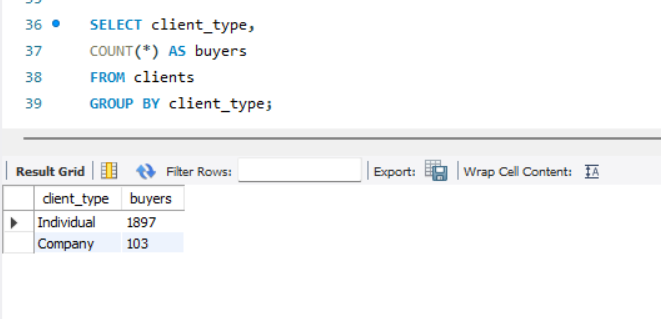 36 SELECT client_type,
37 COUNT(*) AS buyers
38 FROM clients
39 GROUP BY client_type;
Result Grid Filter Rows: Export: Wrap Cell Content: IA
client_type buyers
Individual 1897
Company 103